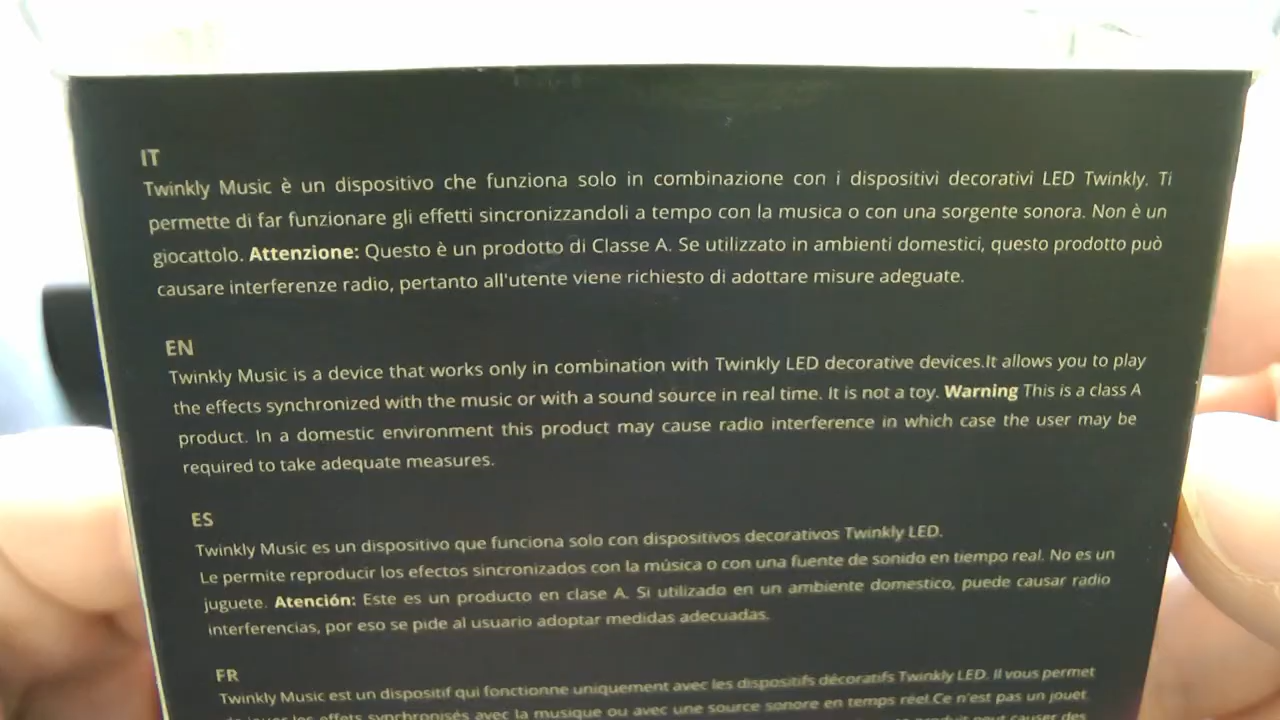 IT
Twinkly Music è un dispositivo che funziona solo in combinazione con i dispositivi decorativi LED Twinkly. Ti
permette di far funzionare gli effetti sincronizzandoli a tempo con la musica o con una sorgente sonora. Non è un
giocattolo. Attenzione: Questo è un prodotto di Classe A. Se utilizzato in ambienti domestici, questo prodotto può
causare interferenze radio, pertanto all'utente viene richiesto di adottare misure adeguate.
EN
Twinkly Music is a device that works only in combination with Twinkly LED decorative devices.It allows you to play
the effects synchronized with the music or with a sound source in real time. It is not a toy. Warning This is a class A
product. In a domestic environment this product may cause radio interference in which case the user may be
required to take adequate measures.
ES
Twinkly Music es un dispositivo que funciona solo con dispositivos decorativos Twinkly LED.
Le permite reproducir los efectos sincronizados con la música o con una fuente de sonido en tiempo real. No es un
juguete. Atención: Este es un producto en clase A. Si utilizado en un ambiente domestico, puede causar radio
interferencias, por eso se pide al usuario adoptar medidas adecuadas.
FR
Twinkly Music est un dispositif qui fonctionne uniquement avec les dispositifs décoratifs Twinkly LED. Il vous permet
les effets synchronisés avec la musique ou avec une source sonore en temps réel.Ce n'est pas un jouet.
produit peut causer des